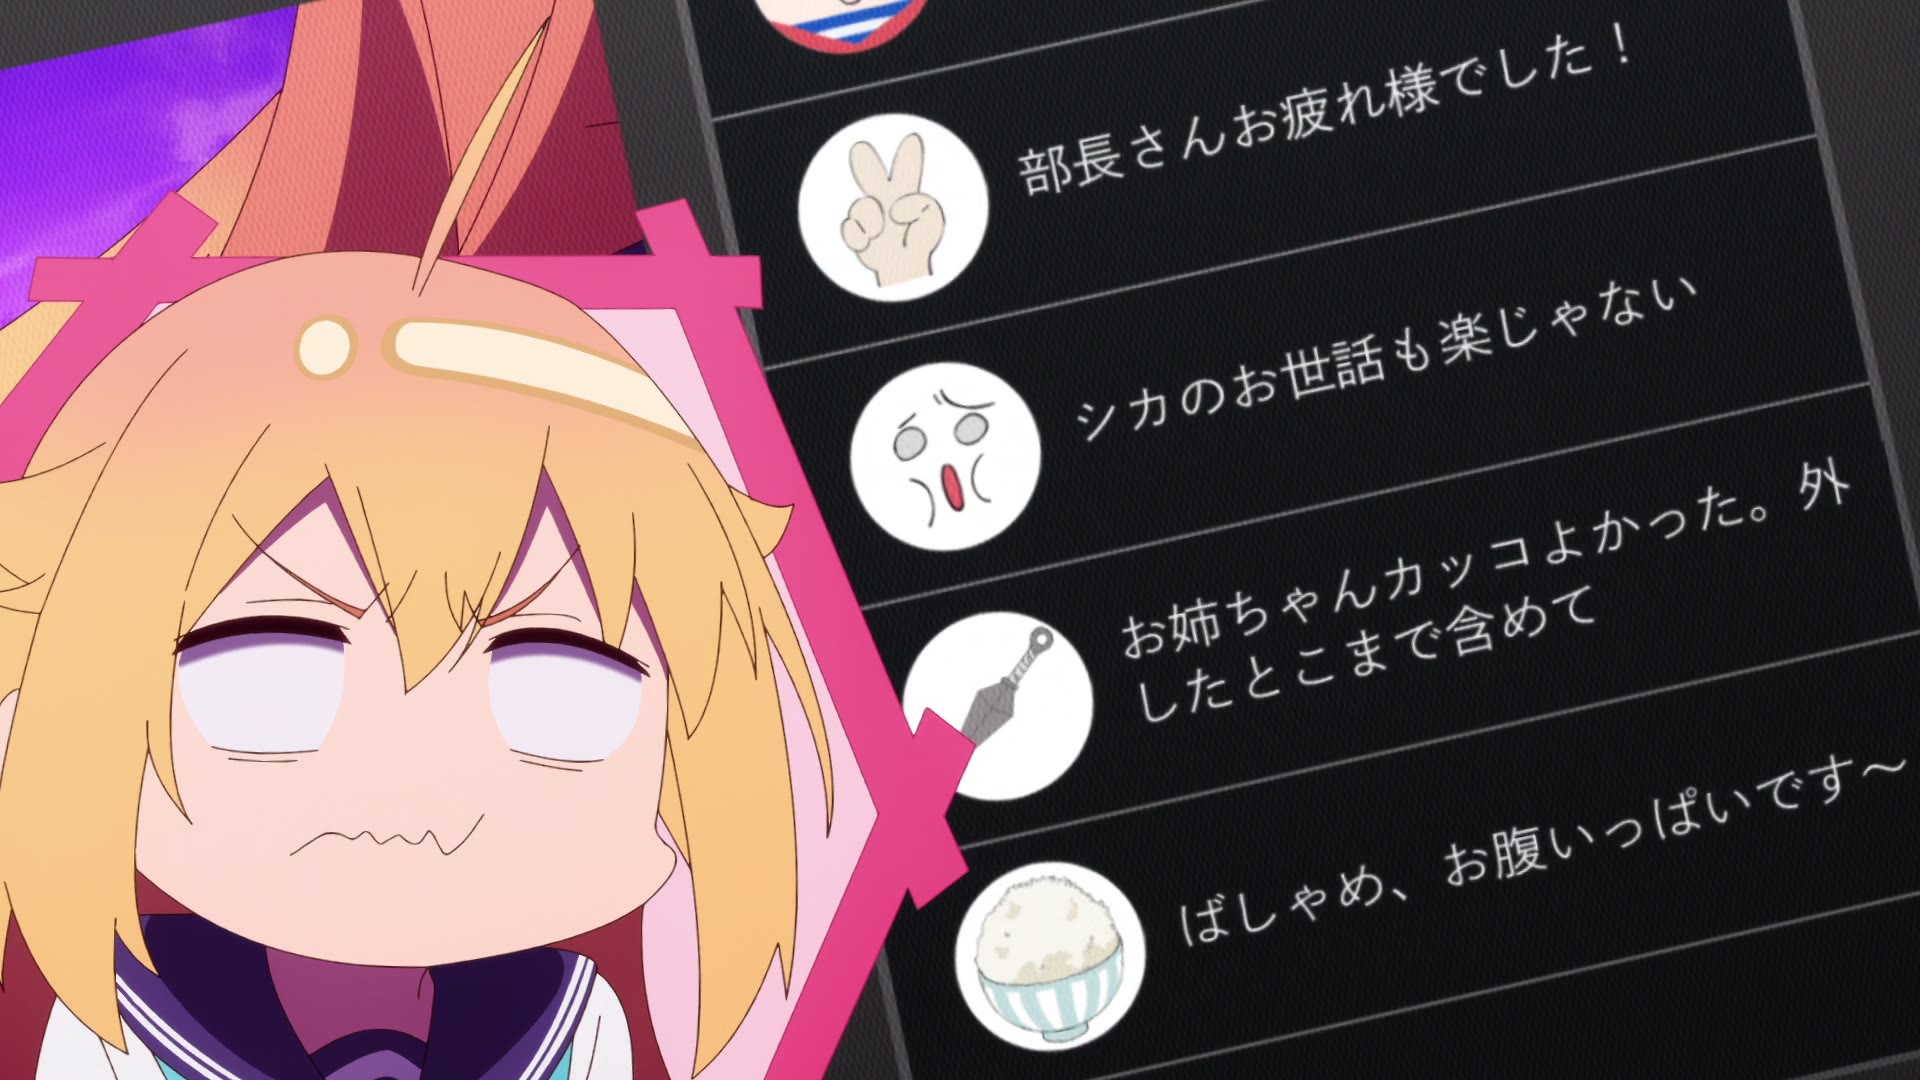 部長さんお疲れ様でした！
シカのお世話も楽じゃない
お姉ちゃんカッコよかった。外
したとこまで含めて
ばしゃめ、お腹いっぱいです～